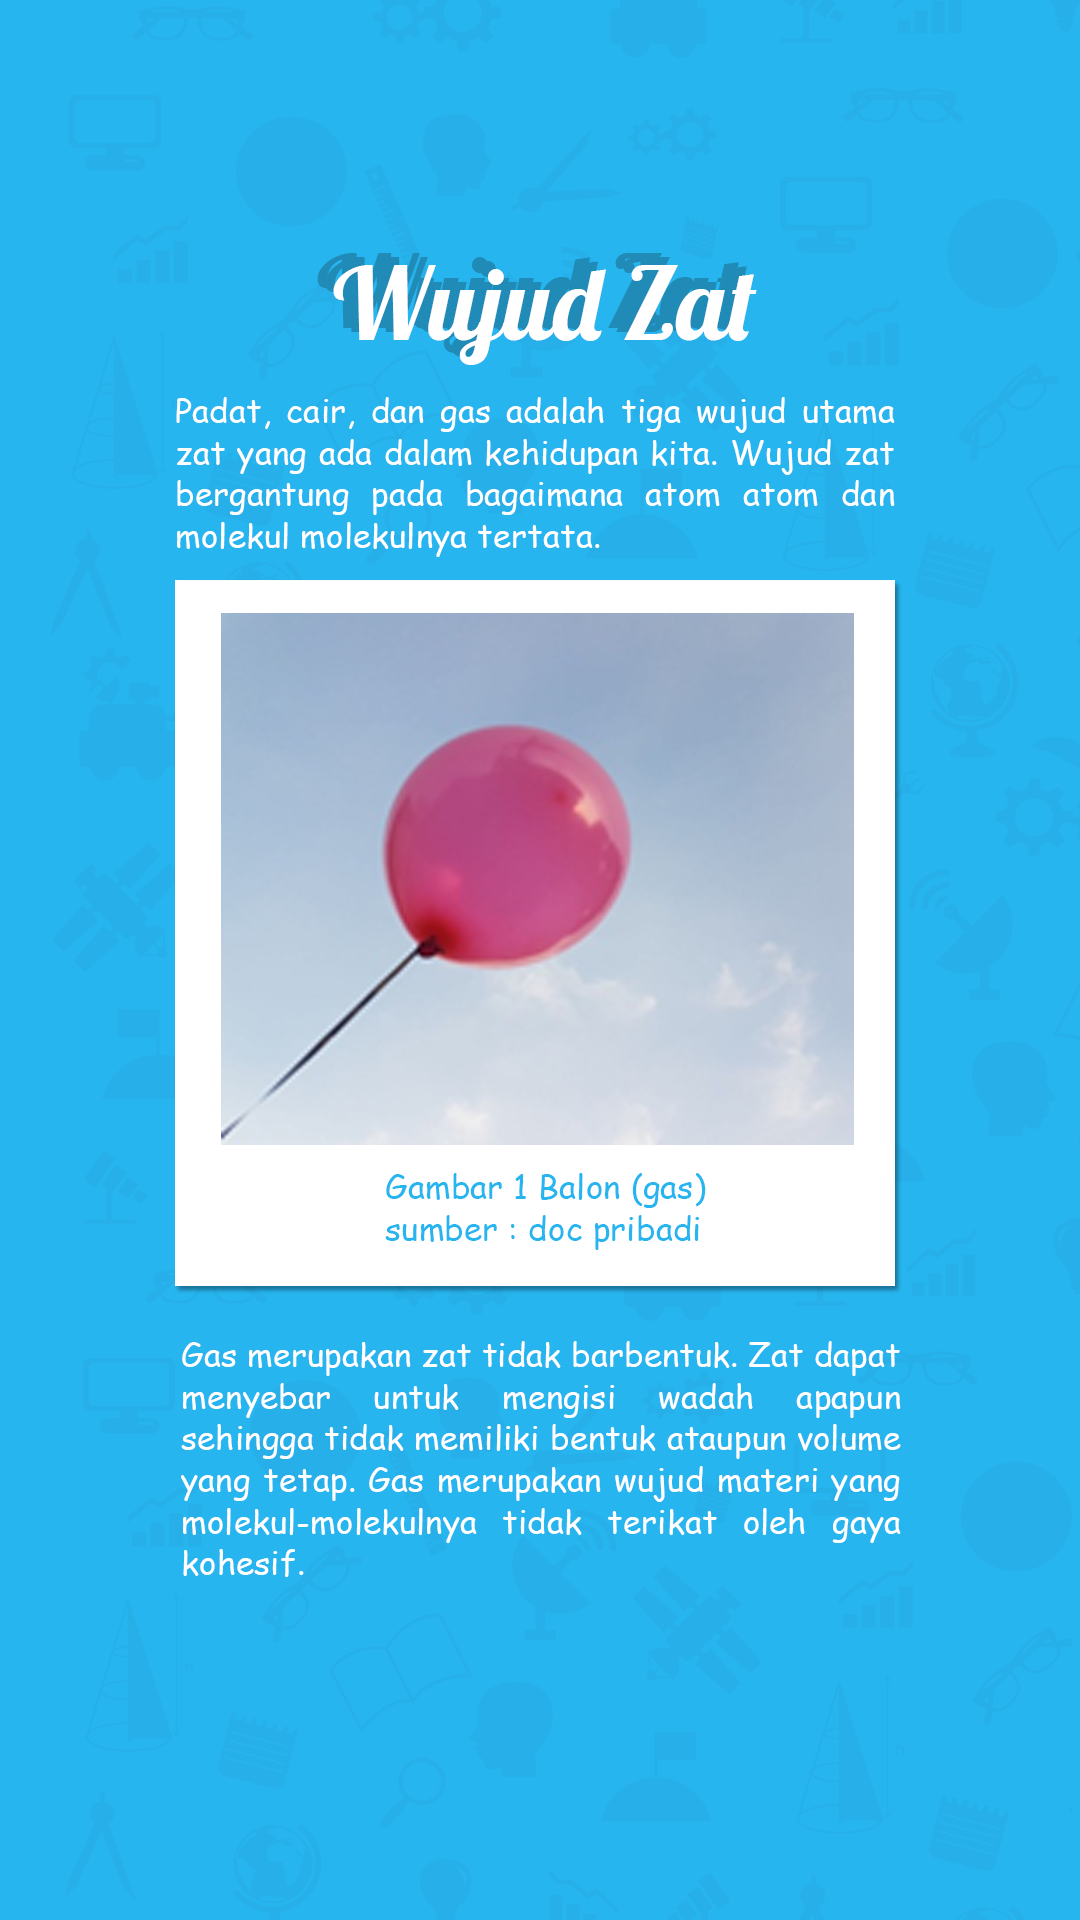 Wujud Zat
Padat, cair, dan gas adalah tiga wujud utama
zat yang ada dalam kehidupan kita. Wujud zat
bergantung pada bagaimana atom atom dan
molekul molekulnya tertata.
Gambar 1 Balon (gas)
sumber : doc pribadi
Gas merupakan zat tidak barbentuk. Zat dapat
menyebar untuk mengisi wadah apapun
sehingga tidak memiliki bentuk ataupun volume
yang tetap. Gas merupakan wujud materi yang
molekul-molekulnya tidak terikat oleh gaya
kohesif.